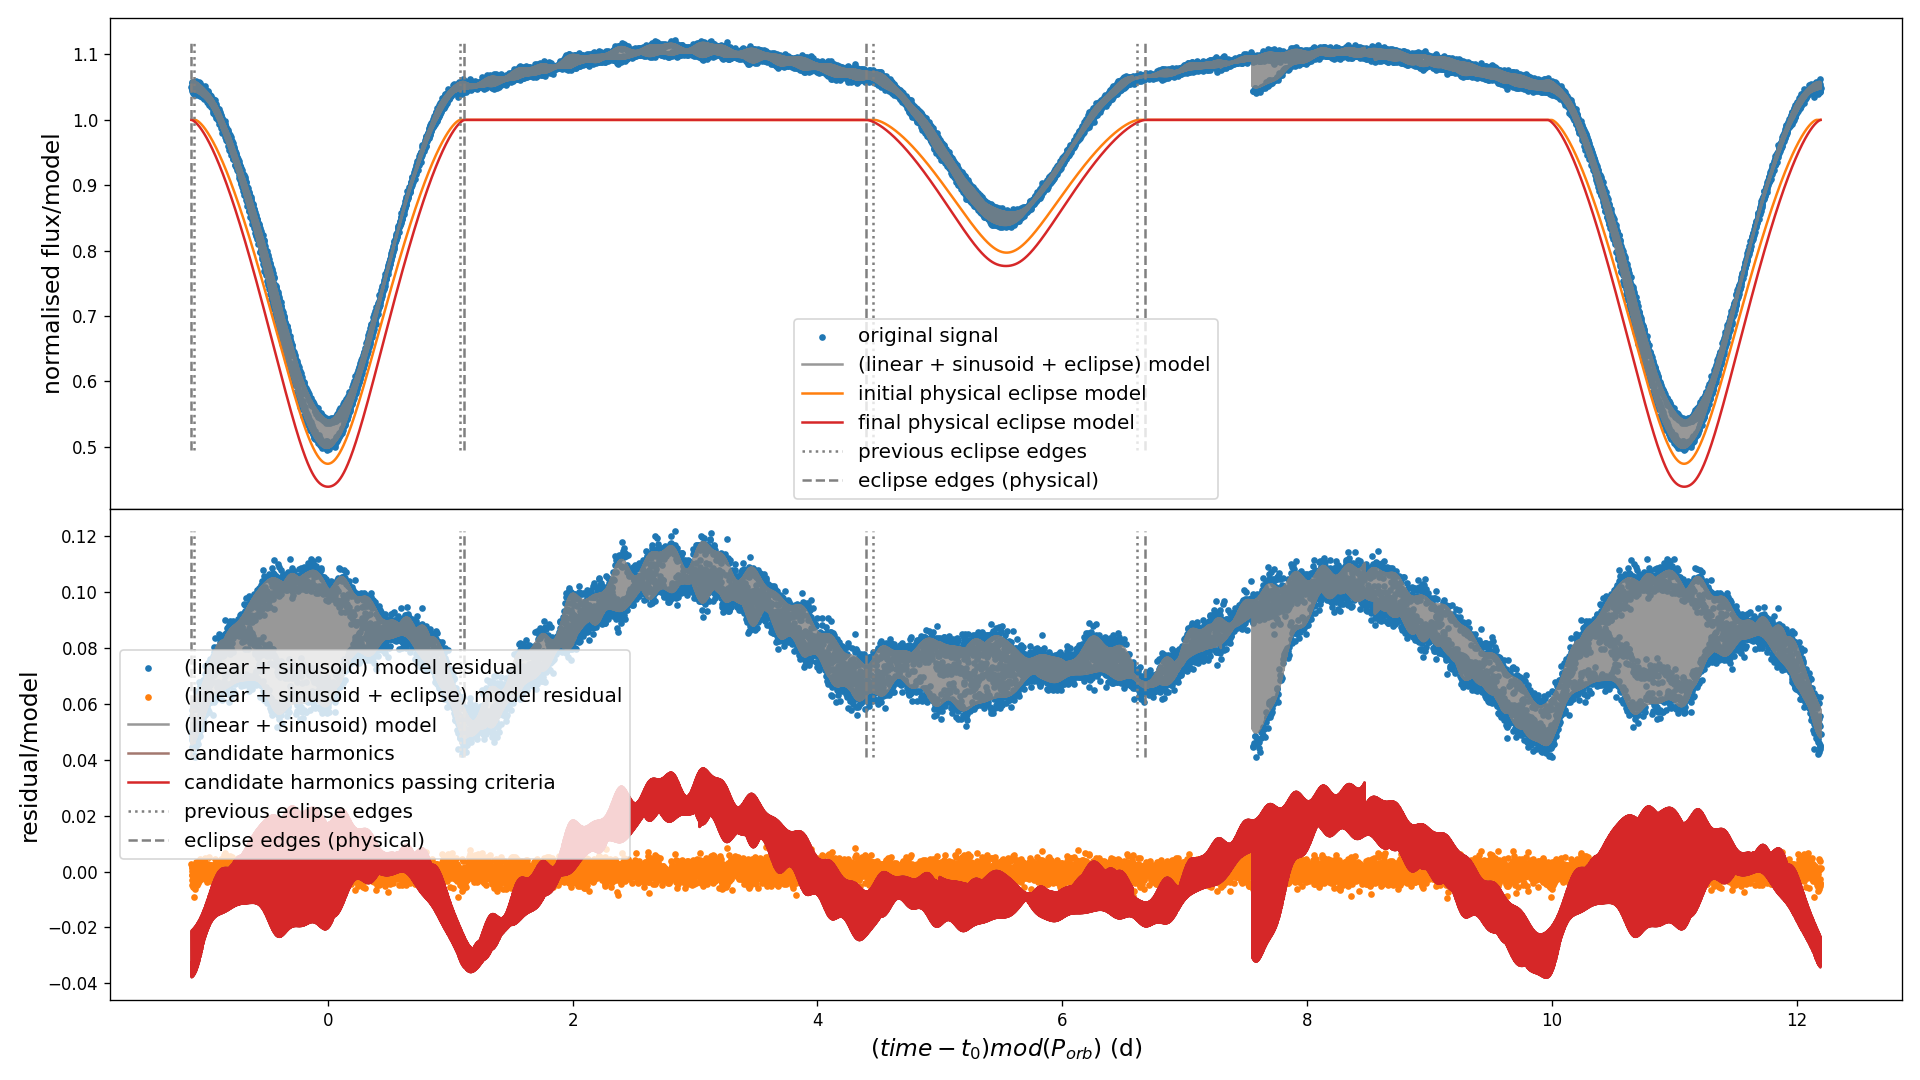 1.1
1.0
0.9
0.8
0.7
0.6
0.5
normalised flux/model
original signal
(linear + sinusoid + eclipse) model
initial physical eclipse model
final physical eclipse model
previous eclipse edges
eclipse edges (physical)
0.12
0.10
0.08
0.06
0.04
0.02
0.00
−0.02
−0.04
residual/model
(linear + sinusoid) model residual
(linear + sinusoid + eclipse) model residual
(linear + sinusoid) model
candidate harmonics
candidate harmonics passing criteria
previous eclipse edges
eclipse edges (physical)
0 2 4 6 8 10 12
(time − t₀)mod(Pₒᵣb) (d)